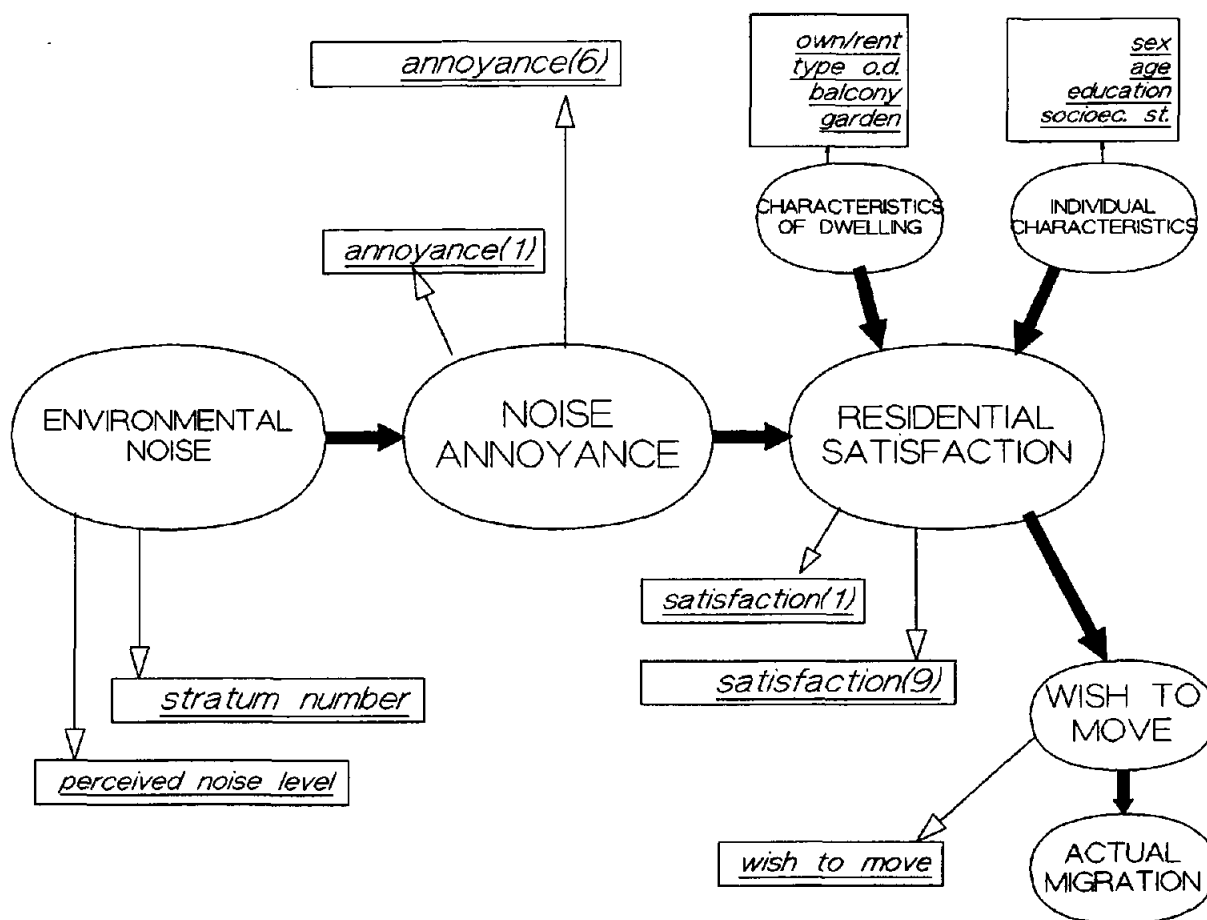 annoyance(6)
own/rent
type o.d.
balcony
garden
sex
age
education
socioec. st.
CHARACTERISTICS
OF DWELLING
INDIVIDUAL
CHARACTERISTICS
annoyance(1)
ENVIRONMENTAL
NOISE
NOISE
ANNOYANCE
RESIDENTIAL
SATISFACTION
satisfaction(1)
satisfaction(9)
stratum number
perceived noise level
WISH TO
MOVE
wish to move
ACTUAL
MIGRATION